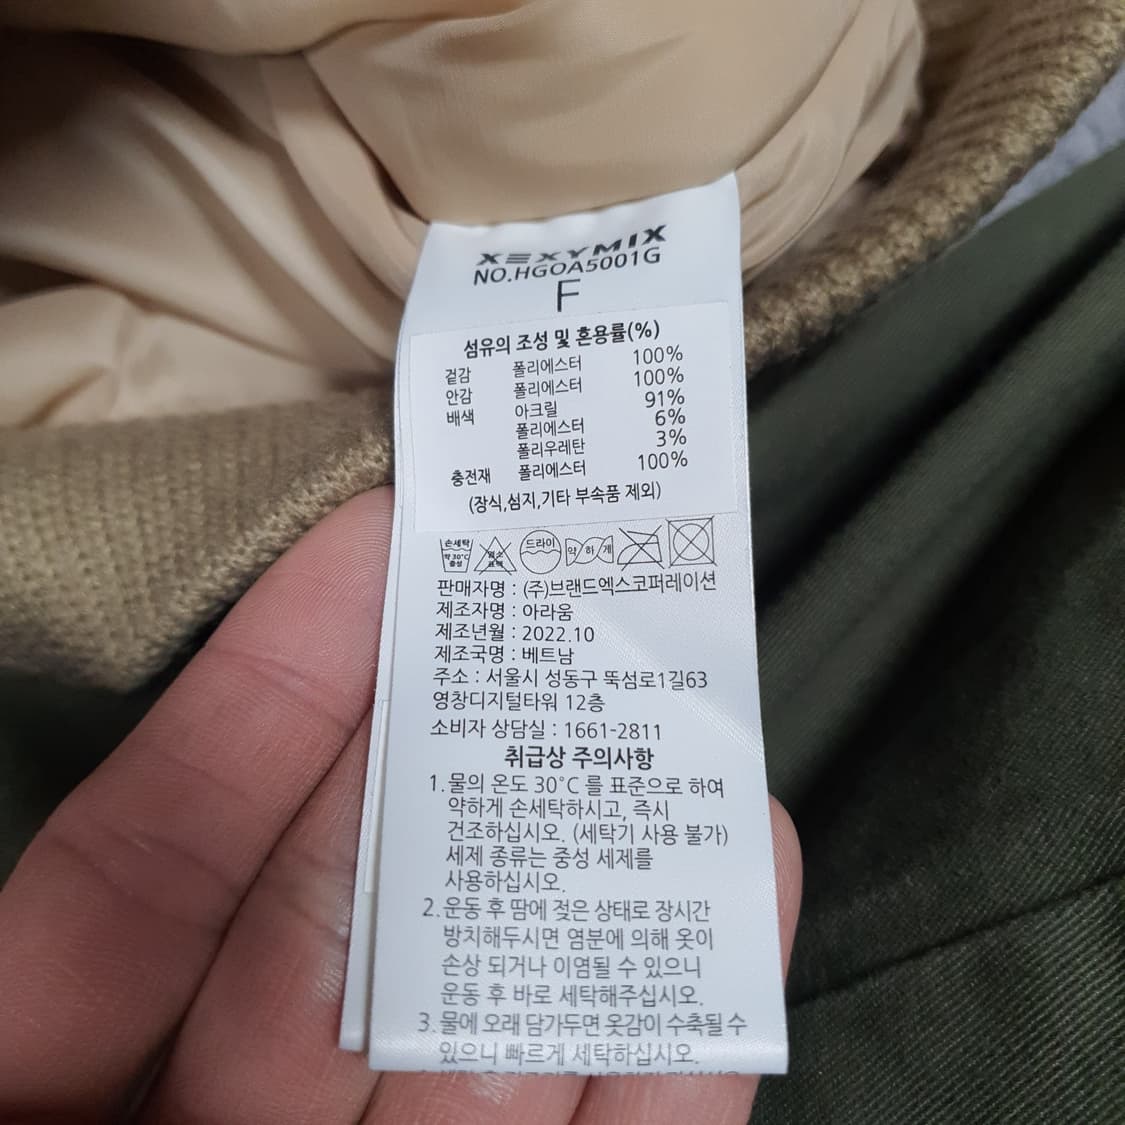 XEXYMIX
NO.HGOA5001G
F
섬유의 조성 및 혼용률(%)
겉감 폴리에스터 100%
안감 폴리에스터 100%
배색 아크릴 91%
폴리에스터 6%
폴리우레탄 3%
충전재 폴리에스터 100%
(장식,심지,기타 부속품 제외)
손세탁 약 30°C 중성 염소 표백 드라이 약하게
판매자명 : (주)브랜드엑스코퍼레이션
제조자명 : 아라움
제조년월 : 2022.10
제조국명 : 베트남
주소 : 서울시 성동구 뚝섬로1길63
영창디지털타워 12층
소비자 상담실 : 1661-2811
취급상 주의사항
1. 물의 온도 30°C 를 표준으로 하여
약하게 손세탁하시고, 즉시
건조하십시오. (세탁기 사용 불가)
세제 종류는 중성 세제를
사용하십시오.
2. 운동 후 땀에 젖은 상태로 장시간
방치해두시면 염분에 의해 옷이
손상 되거나 이염될 수 있으니
운동 후 바로 세탁해주십시오.
3. 물에 오래 담가두면 옷감이 수축될 수
있으니 빠르게 세탁하십시오.